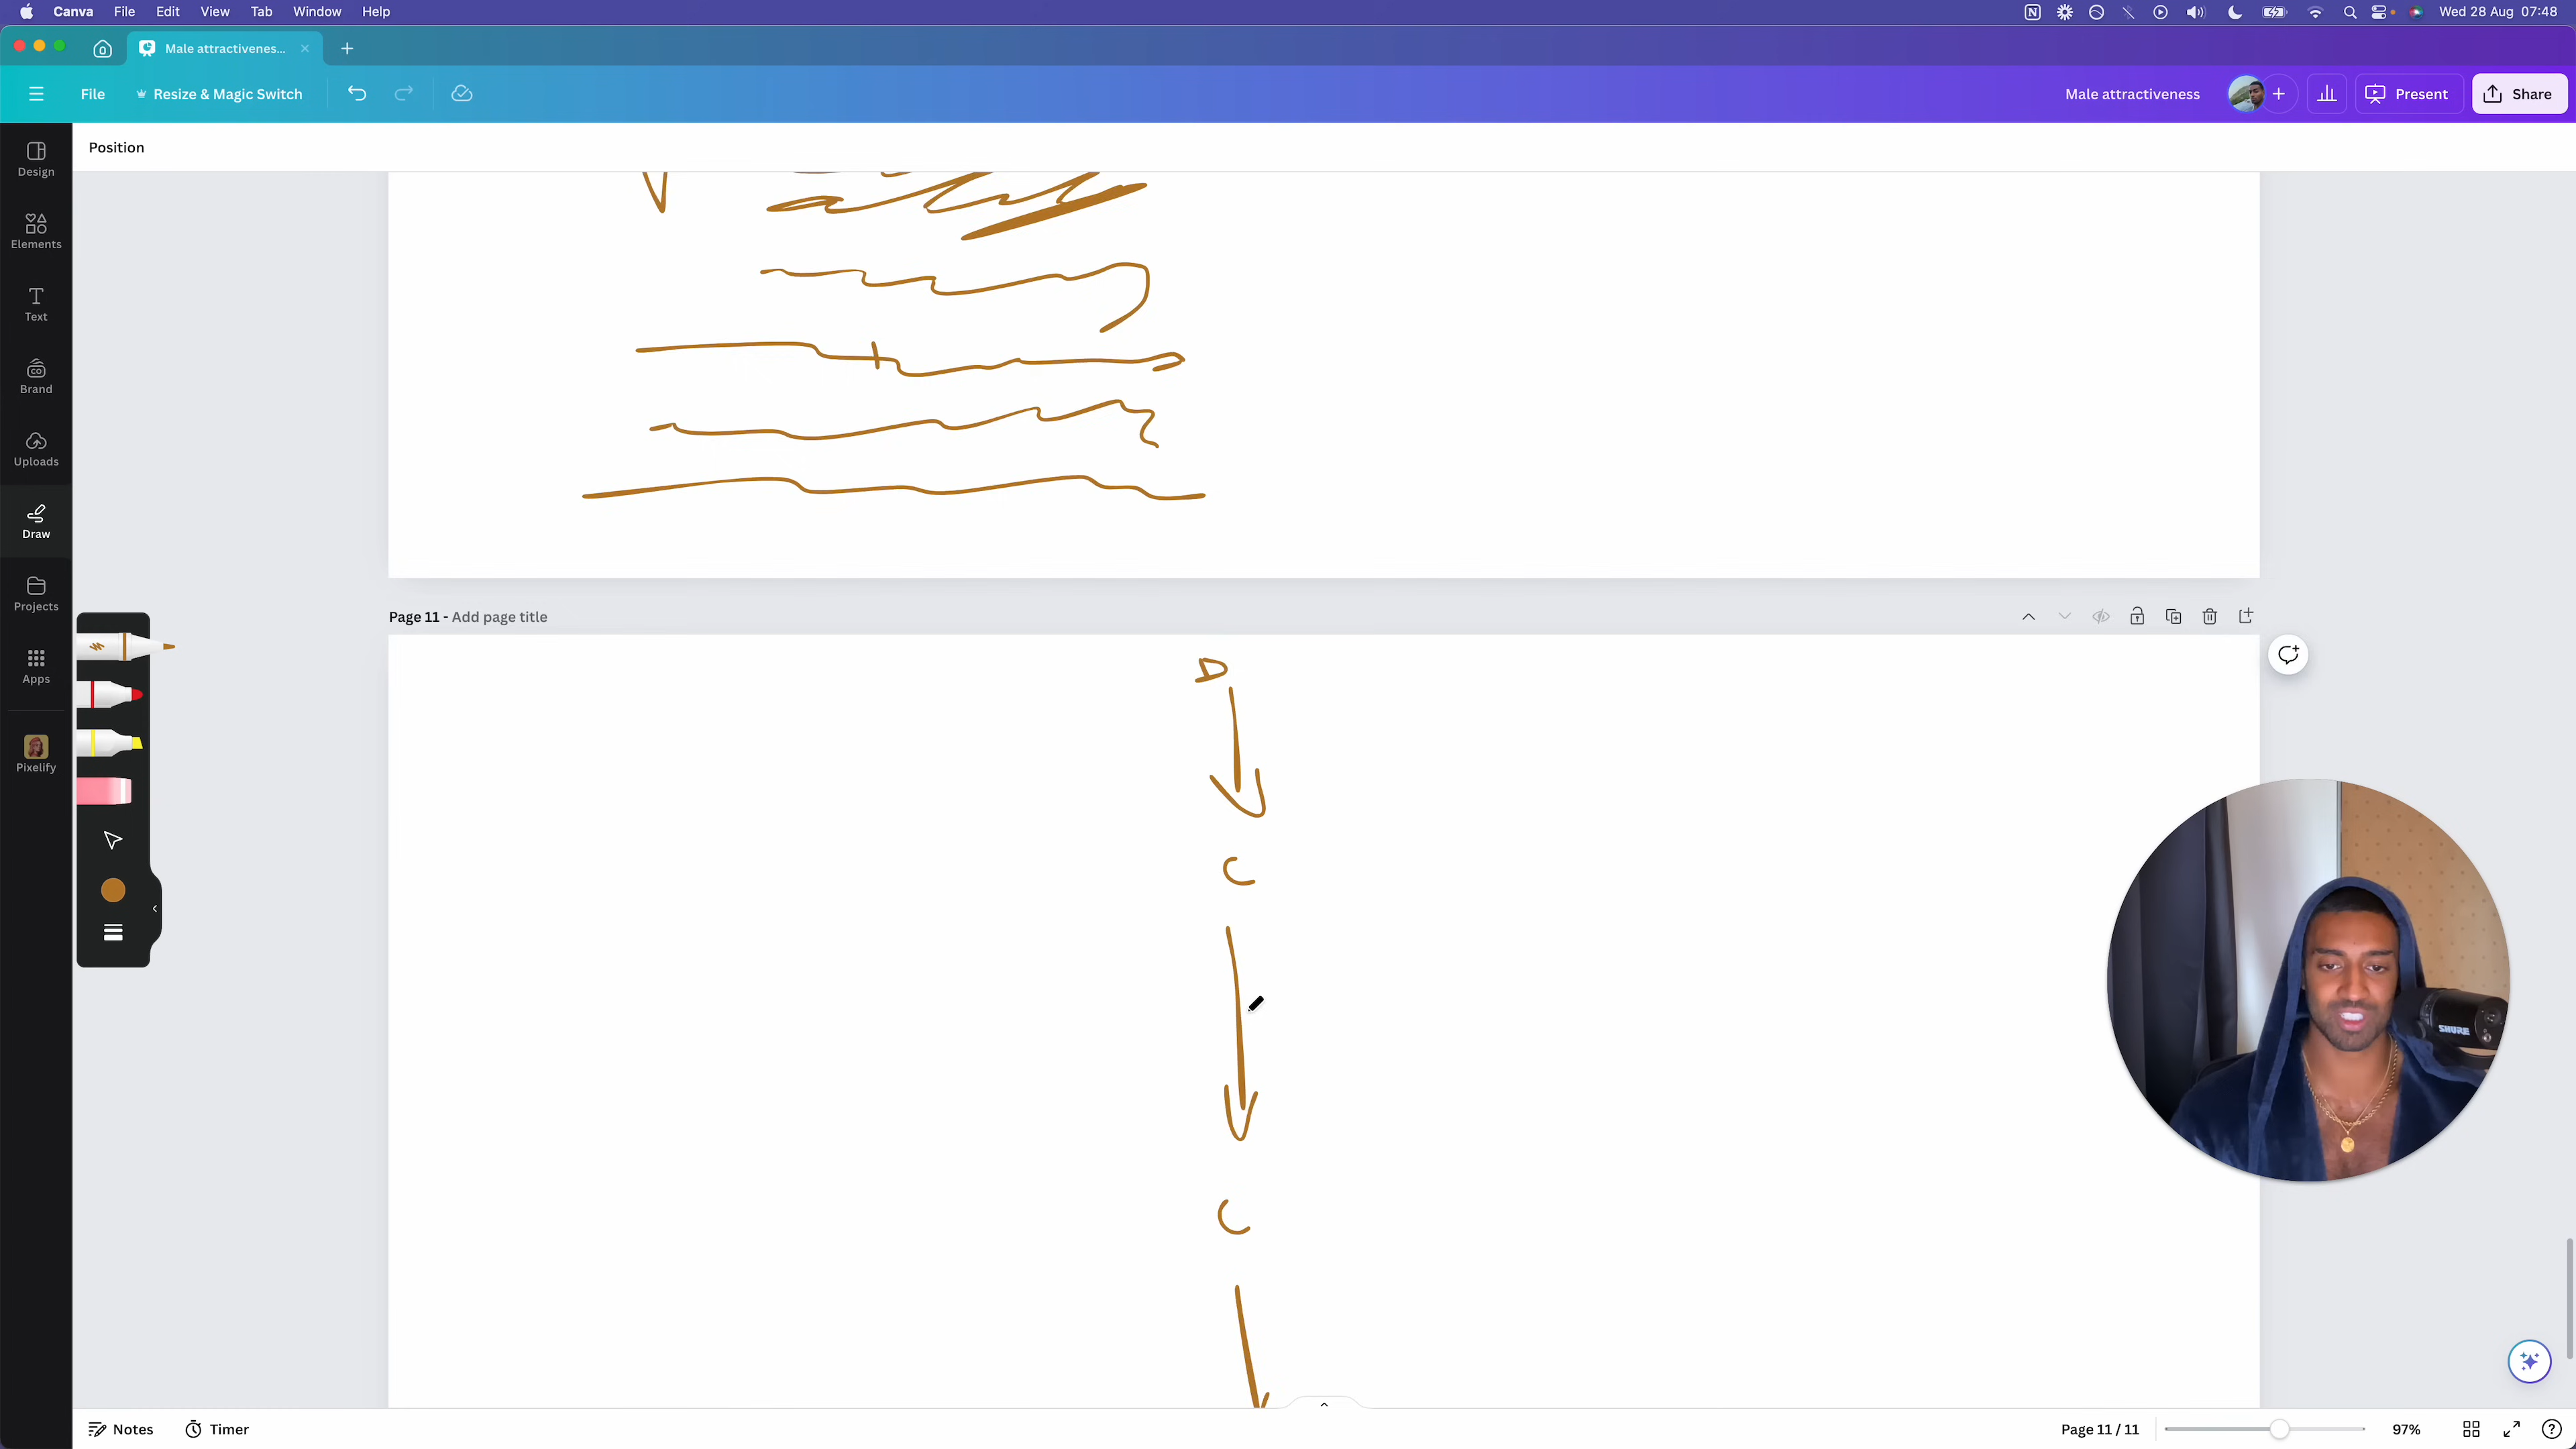 Canva File Edit View Tab Window Help Wed 28 Aug 07:48
Male attractivenes...
File Resize & Magic Switch Male attractiveness Present Share
Position
Design
Elements
Text
Brand
Uploads
Draw
Projects
Apps
Pixelify
Page 11 - Add page title
D
C
C
SHURE
Notes Timer Page 11 / 11 97%